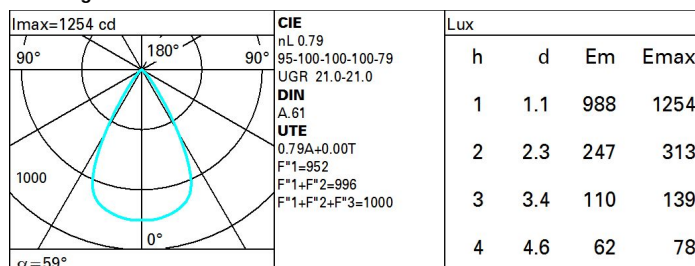 Imax=1254 cd
90°
180°
90°
1000
0°
α=59°
CIE
nL 0.79
95-100-100-100-79
UGR 21.0-21.0
DIN
A.61
UTE
0.79A+0.00T
F"1=952
F"1+F"2=996
F"1+F"2+F"3=1000
Lux
h d Em Emax
1 1.1 988 1254
2 2.3 247 313
3 3.4 110 139
4 4.6 62 78